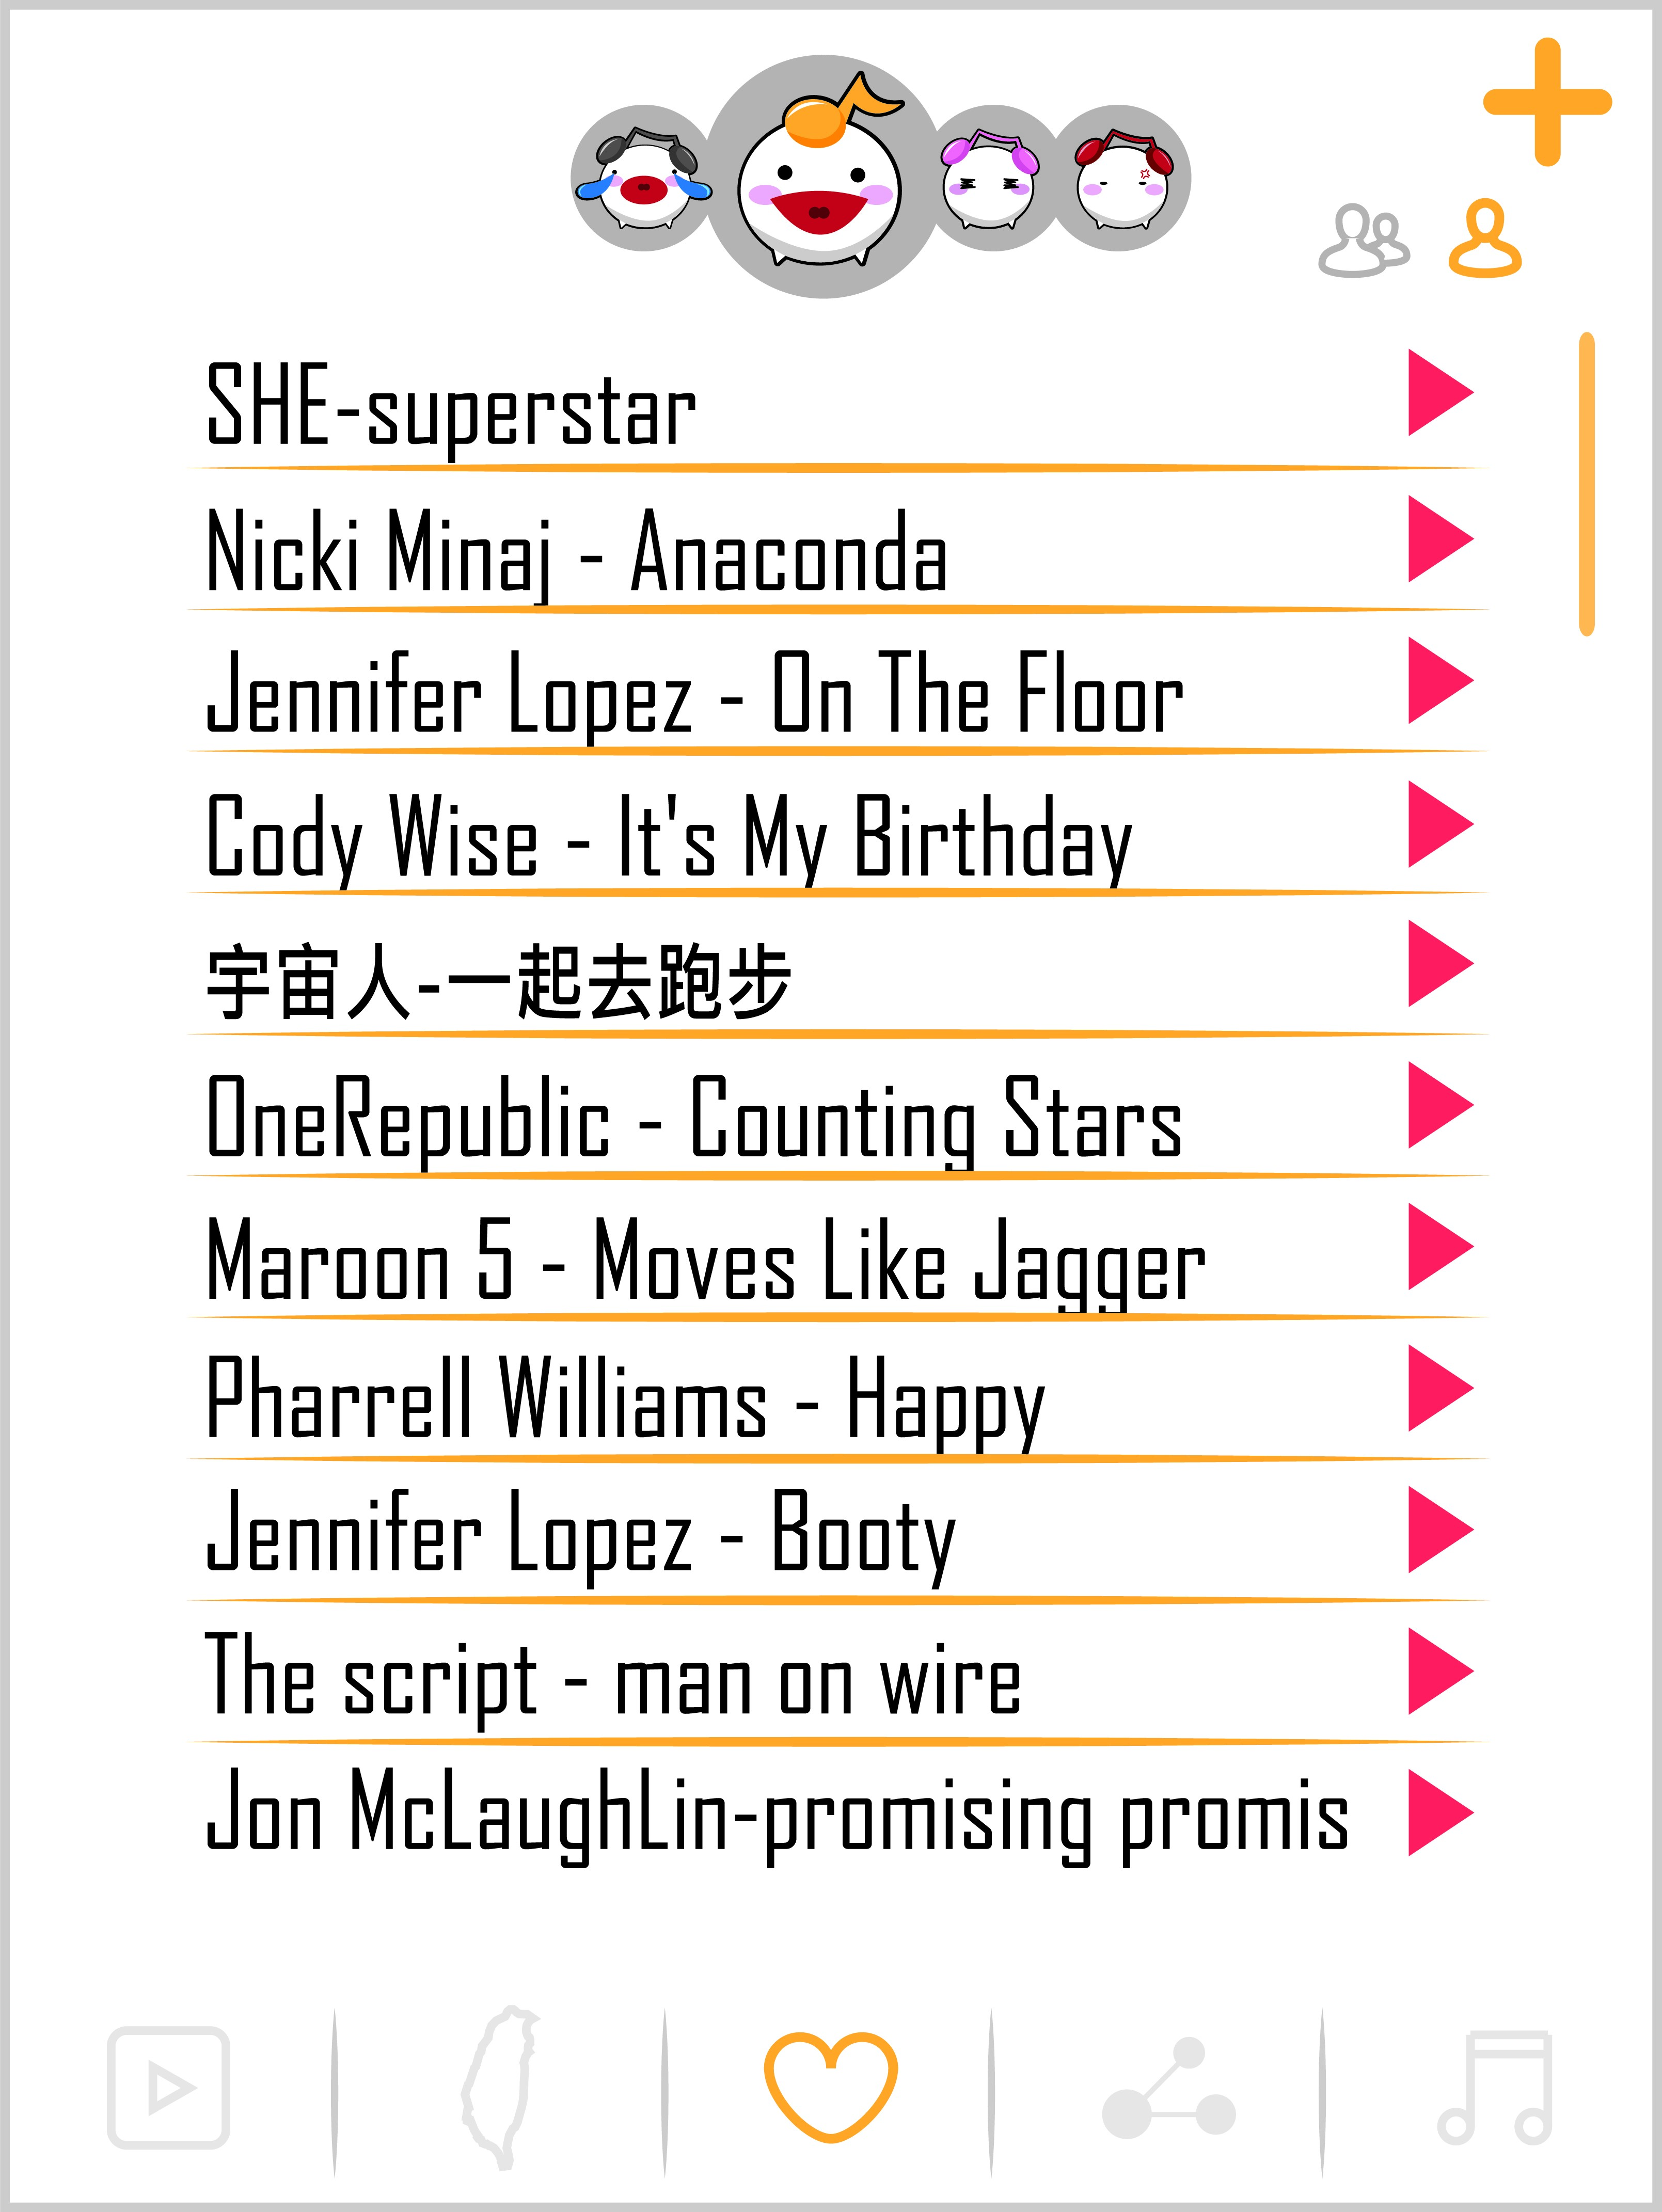 SHE-superstar
Nicki Minaj - Anaconda
Jennifer Lopez - On The Floor
Cody Wise - It's My Birthday
宇宙人-一起去跑步
OneRepublic - Counting Stars
Maroon 5 - Moves Like Jagger
Pharrell Williams - Happy
Jennifer Lopez - Booty
The script - man on wire
Jon McLaughLin-promising promis